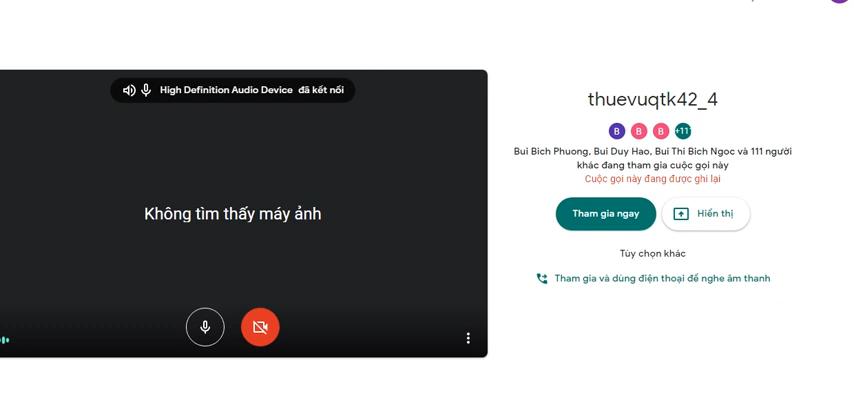 High Definition Audio Device đã kết nối
Không tìm thấy máy ảnh
thuevuqtk42_4
B
B
B
+111
Bui Bich Phuong, Bui Duy Hao, Bui Thi Bich Ngoc và 111 người
khác đang tham gia cuộc gọi này
Cuộc gọi này đang được ghi lại
Tham gia ngay
Hiển thị
Tùy chọn khác
Tham gia và dùng điện thoại để nghe âm thanh